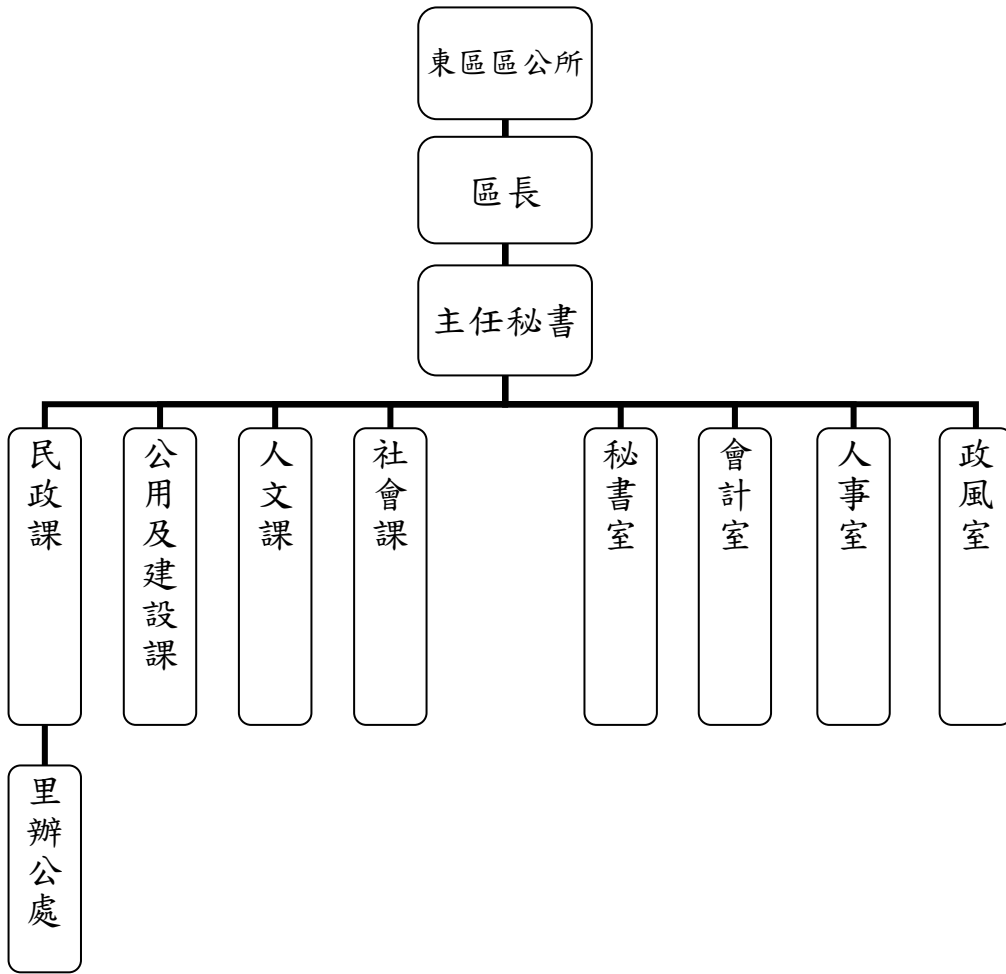 東區區公所
區長
主任秘書
民政課
公用及建設課
人文課
社會課
秘書室
會計室
人事室
政風室
里辦公處